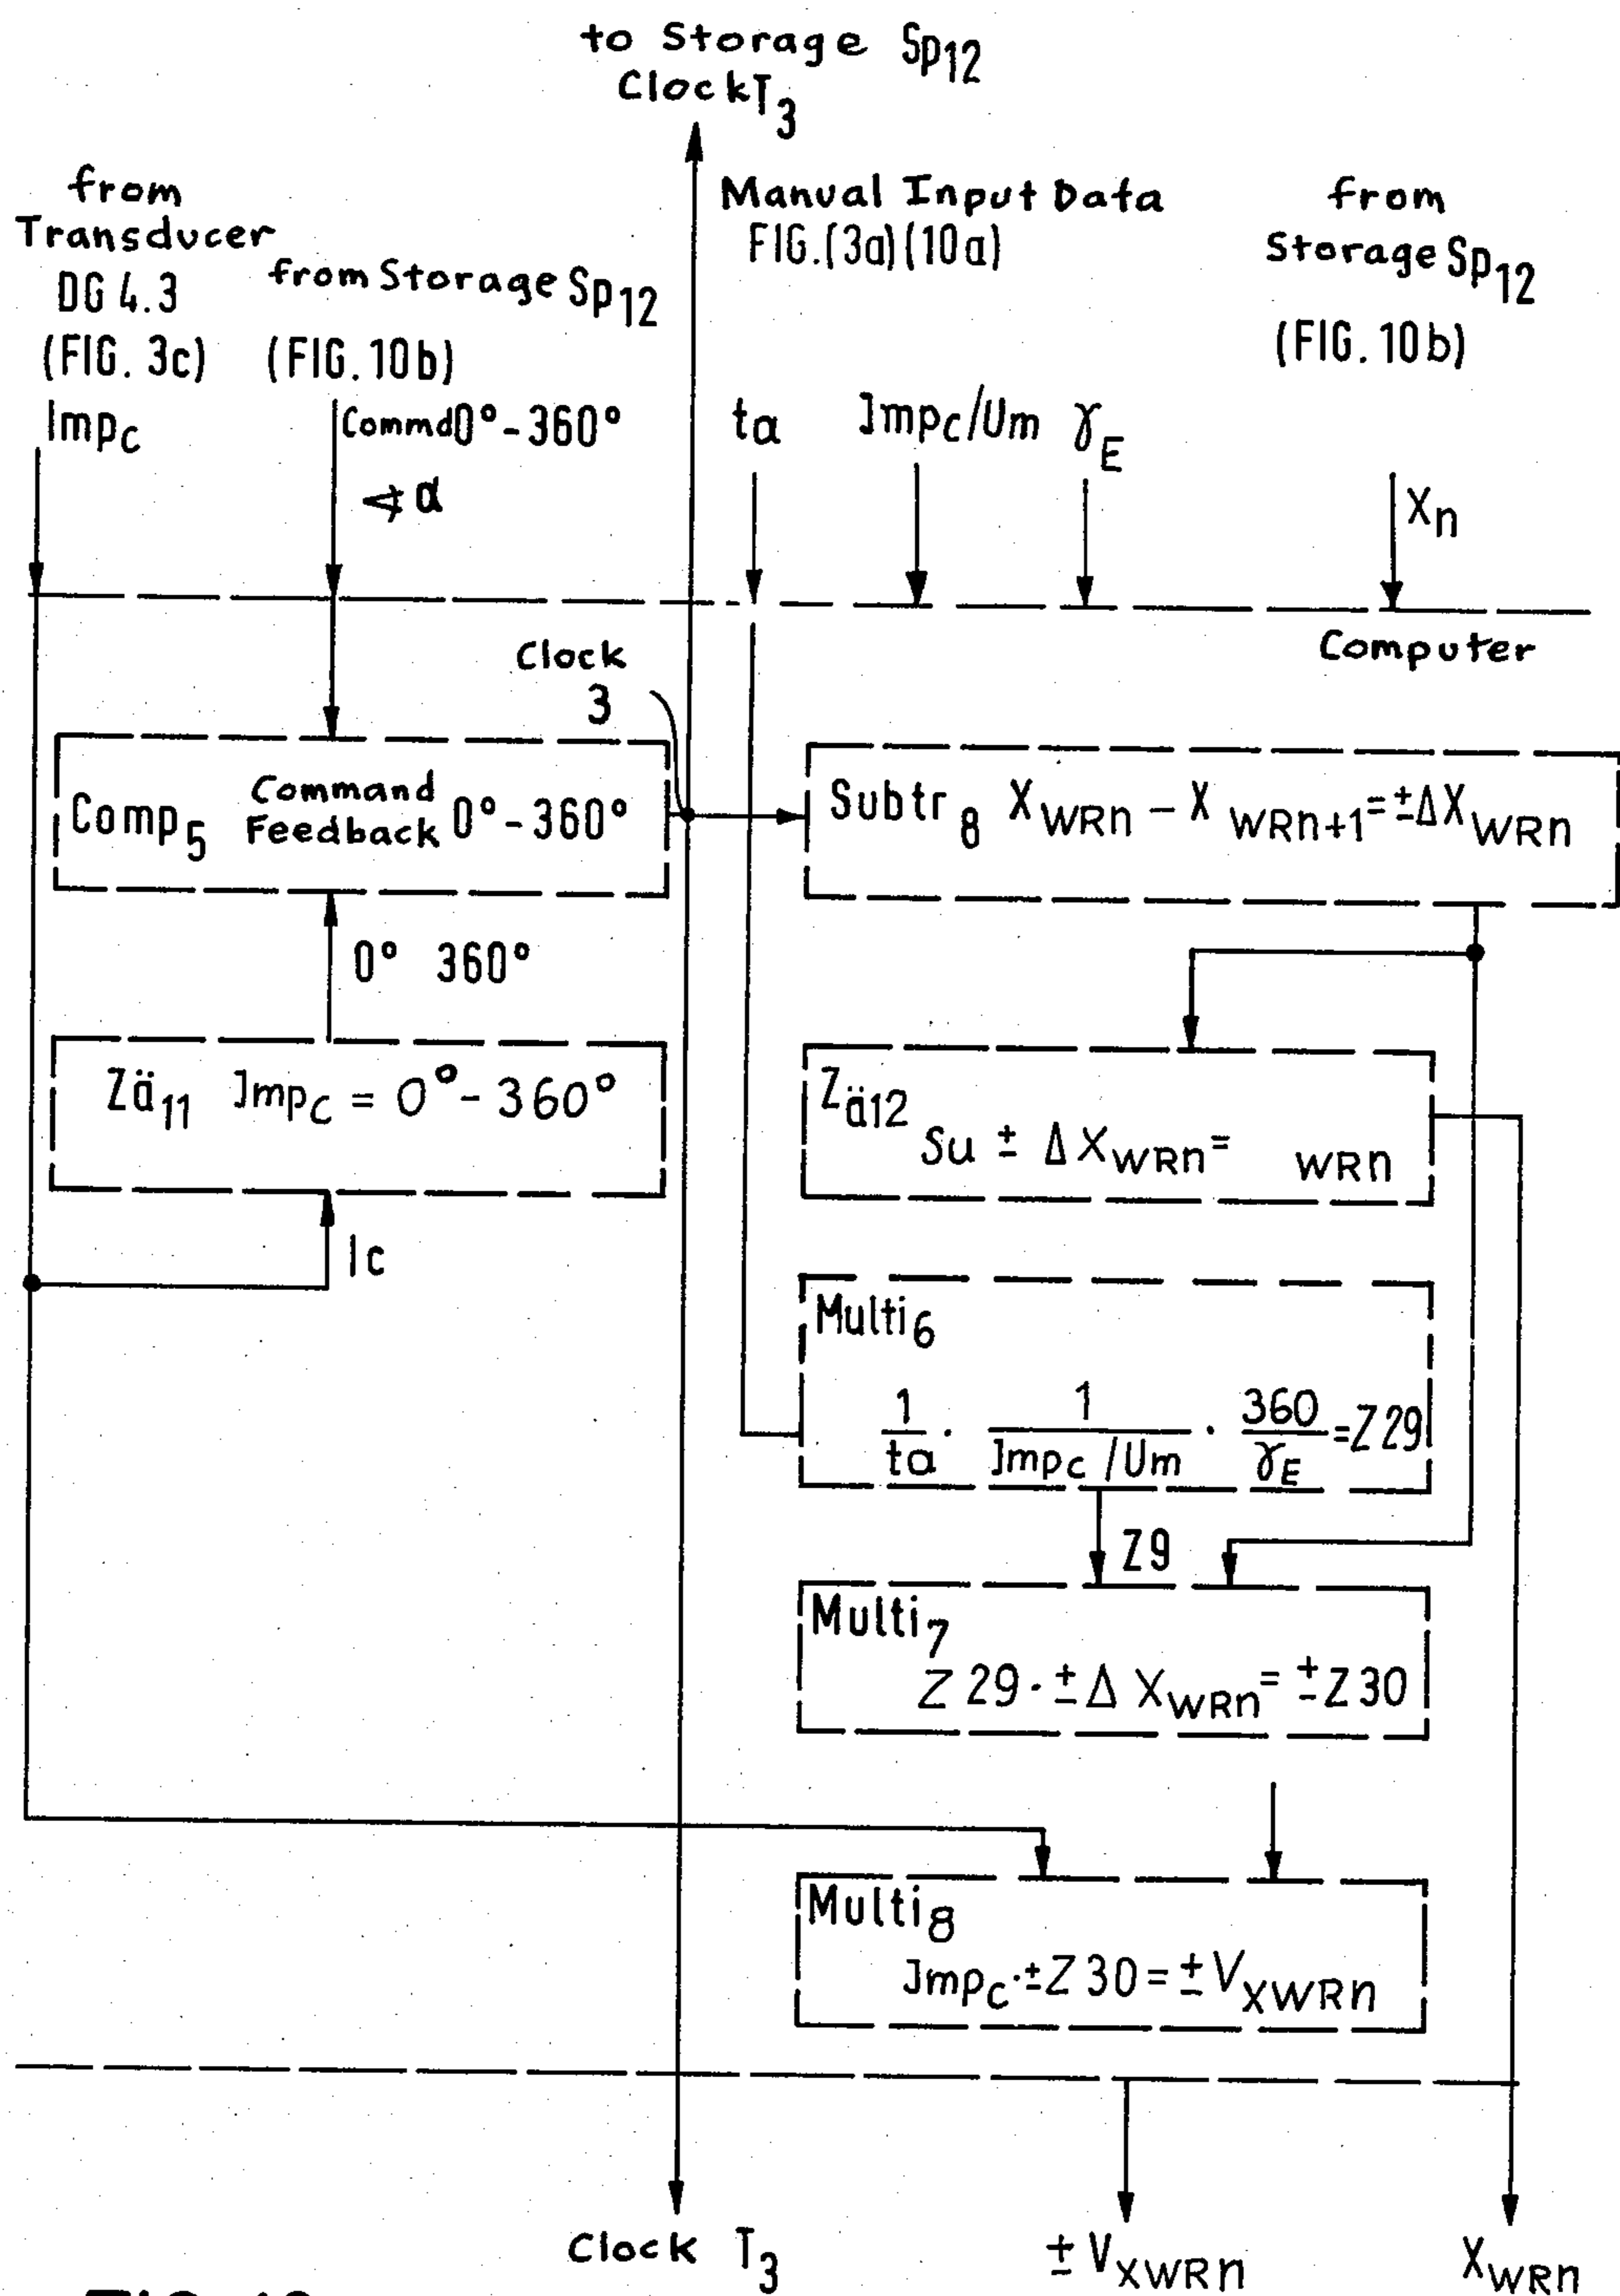 to Storage Sp12
Clock T3
from
Transducer
DG 4.3
(FIG. 3c)
Impc
from Storage Sp12
(FIG. 10b)
Commd 0°-360°
∢ α
Manual Input Data
FIG.(3a)(10a)
ta
Jmpc/Um
γE
from
Storage Sp12
(FIG. 10b)
Xn
Computer
Clock
3
Comp5 Command
Feedback 0°-360°
Subtr8 XWRn - XWRn+1 = ±ΔXWRn
0° 360°
Zä11 Jmpc = 0°-360°
Ic
Zä12
Su ± ΔXWRn = WRn
Multi6
1/ta · 1/Jmpc/Um · 360/γE = Z29
Z9
Multi7
Z29 · ±ΔXWRn = ±Z30
Multi8
Jmpc · ±Z30 = ±VXWRn
Clock T3
±VXWRn
XWRn